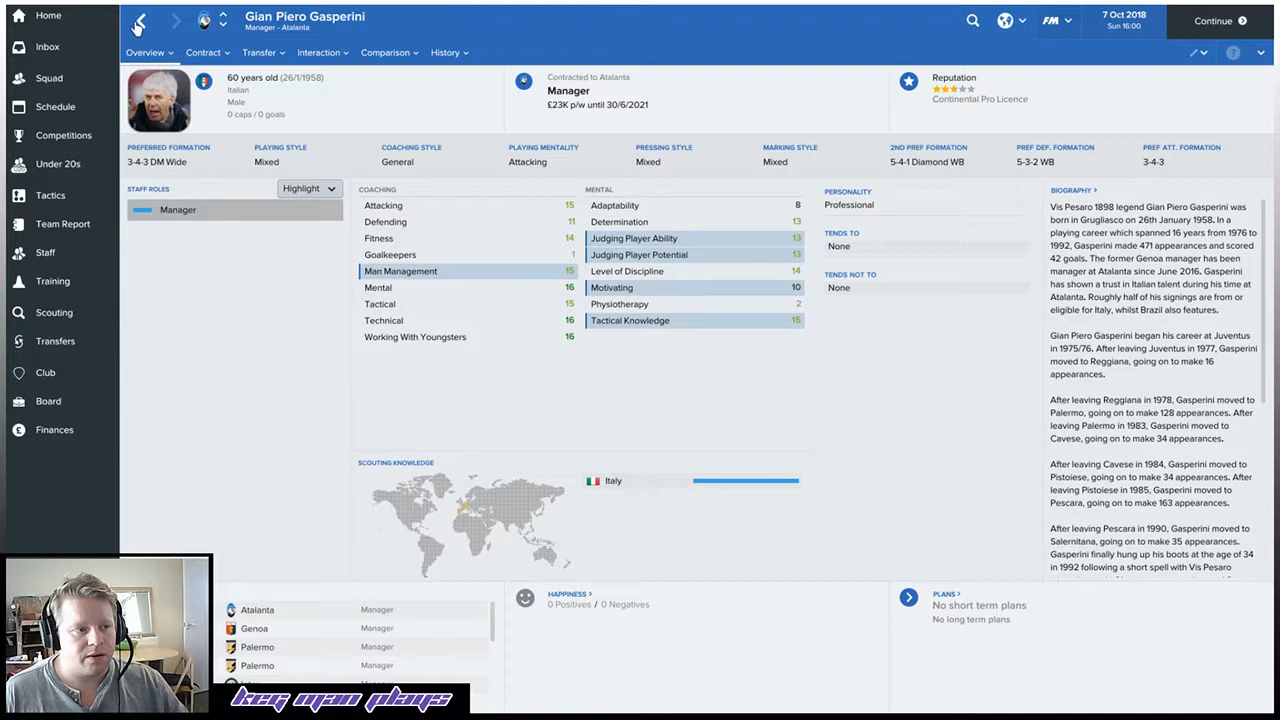 Home
Inbox
Squad
Schedule
Competitions
Under 20s
Tactics
Team Report
Staff
Training
Scouting
Transfers
Club
Board
Finances
Gian Piero Gasperini
Manager - Atalanta
FM
7 Oct 2018
Sun 16:00
Continue
Overview
Contract
Transfer
Interaction
Comparison
History
60 years old (26/1/1958)
Italian
Male
0 caps / 0 goals
Contracted to Atalanta
Manager
£23K p/w until 30/6/2021
Reputation
Continental Pro Licence
PREFERRED FORMATION
3-4-3 DM Wide
PLAYING STYLE
Mixed
COACHING STYLE
General
PLAYING MENTALITY
Attacking
PRESSING STYLE
Mixed
MARKING STYLE
Mixed
2ND PREF FORMATION
5-4-1 Diamond WB
PREF DEF. FORMATION
5-3-2 WB
PREF ATT. FORMATION
3-4-3
STAFF ROLES
Highlight
Manager
COACHING
Attacking 15
Defending 11
Fitness 14
Goalkeepers 1
Man Management 15
Mental 16
Tactical 15
Technical 16
Working With Youngsters 16
MENTAL
Adaptability 8
Determination 13
Judging Player Ability 13
Judging Player Potential 13
Level of Discipline 14
Motivating 10
Physiotherapy 2
Tactical Knowledge 15
PERSONALITY
Professional
TENDS TO
None
TENDS NOT TO
None
BIOGRAPHY >
Vis Pesaro 1898 legend Gian Piero Gasperini was
born in Grugliasco on 26th January 1958. In a
playing career which spanned 16 years from 1976 to
1992, Gasperini made 471 appearances and scored
42 goals. The former Genoa manager has been
manager at Atalanta since June 2016. Gasperini
has shown a trust in Italian talent during his time at
Atalanta. Roughly half of his signings are from or
eligible for Italy, whilst Brazil also features.
Gian Piero Gasperini began his career at Juventus
in 1975/76. After leaving Juventus in 1977, Gasperini
moved to Reggiana, going on to make 16
appearances.
After leaving Reggiana in 1978, Gasperini moved to
Palermo, going on to make 128 appearances. After
leaving Palermo in 1983, Gasperini moved to
Cavese, going on to make 34 appearances.
After leaving Cavese in 1984, Gasperini moved to
Pistoiese, going on to make 34 appearances. After
leaving Pistoiese in 1985, Gasperini moved to
Pescara, going on to make 163 appearances.
After leaving Pescara in 1990, Gasperini moved to
Salernitana, going on to make 35 appearances.
Gasperini finally hung up his boots at the age of 34
in 1992 following a short spell with Vis Pesaro
SCOUTING KNOWLEDGE
Italy
Atalanta Manager
Genoa Manager
Palermo Manager
Palermo Manager
HAPPINESS >
0 Positives / 0 Negatives
PLANS >
No short term plans
No long term plans
keg man plays